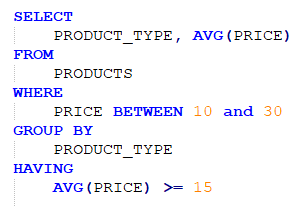 SELECT
PRODUCT_TYPE, AVG(PRICE)
FROM
PRODUCTS
WHERE
PRICE BETWEEN 10 and 30
GROUP BY
PRODUCT_TYPE
HAVING
AVG(PRICE) >= 15